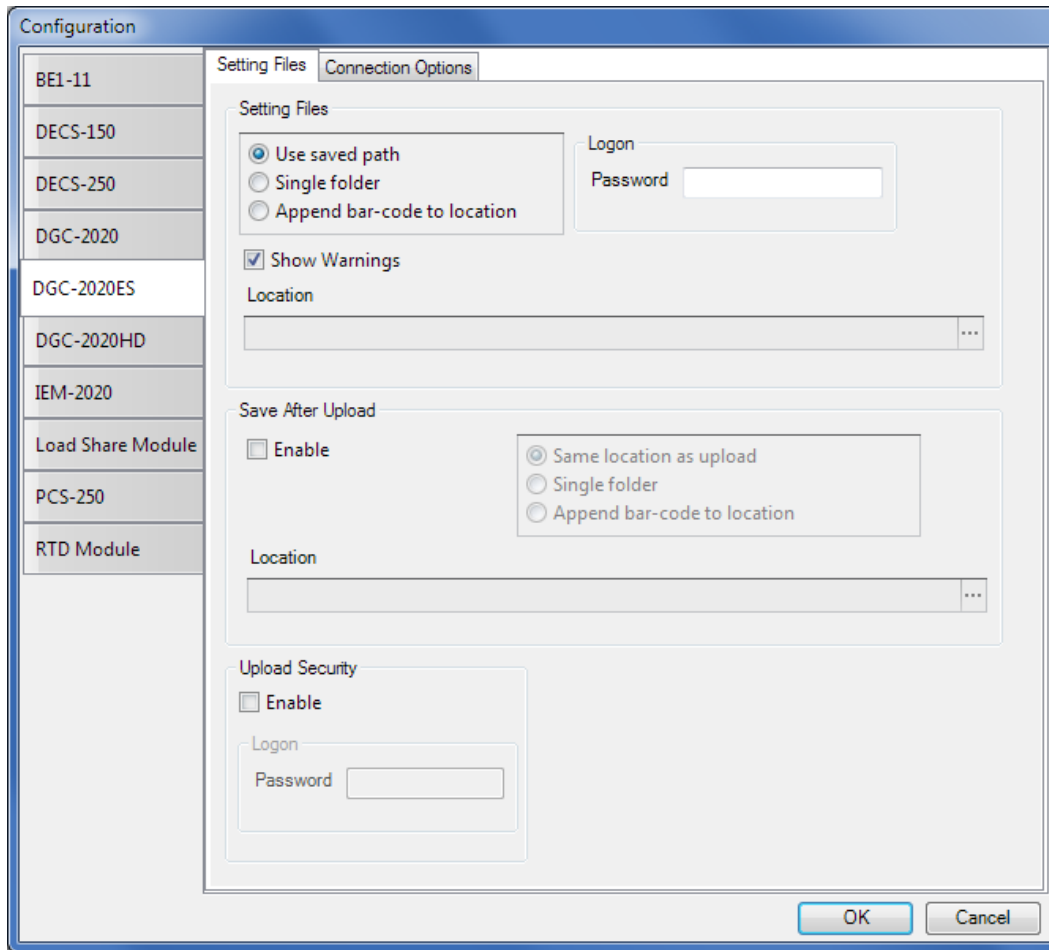 Configuration
BE1-11
DECS-150
DECS-250
DGC-2020
DGC-2020ES
DGC-2020HD
IEM-2020
Load Share Module
PCS-250
RTD Module
Setting Files
Connection Options
Setting Files
Use saved path
Single folder
Append bar-code to location
Logon
Password
Show Warnings
Location
...
Save After Upload
Enable
Same location as upload
Single folder
Append bar-code to location
Location
...
Upload Security
Enable
Logon
Password
OK
Cancel